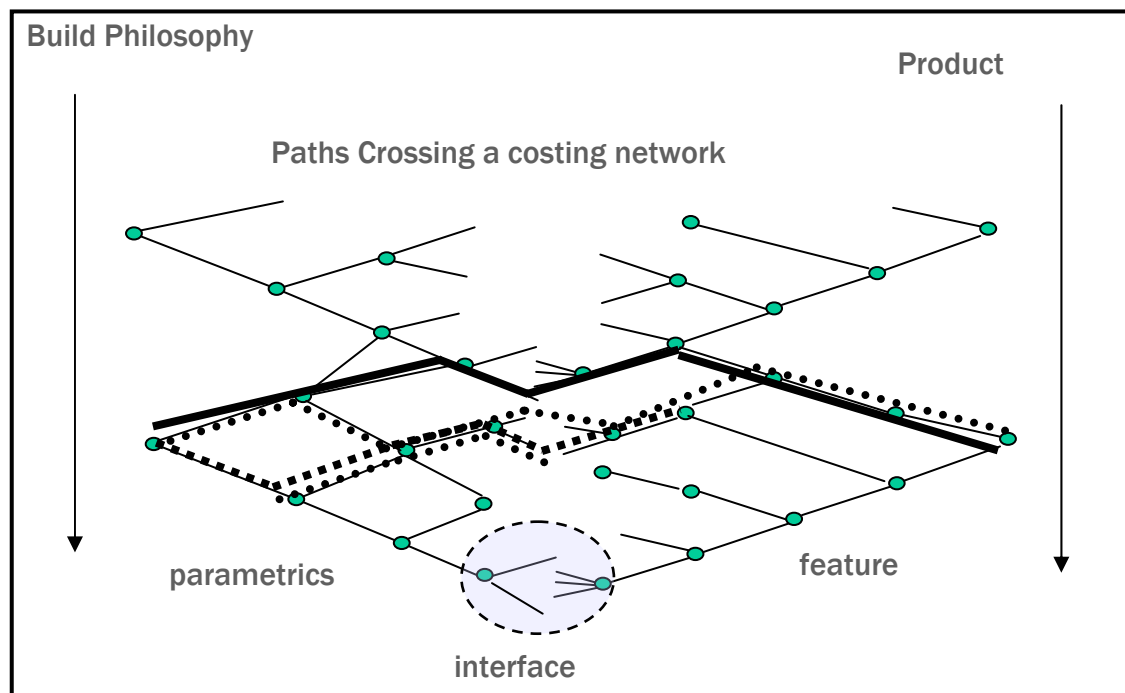 Build Philosophy
Product
Paths Crossing a costing network
parametrics
feature
interface